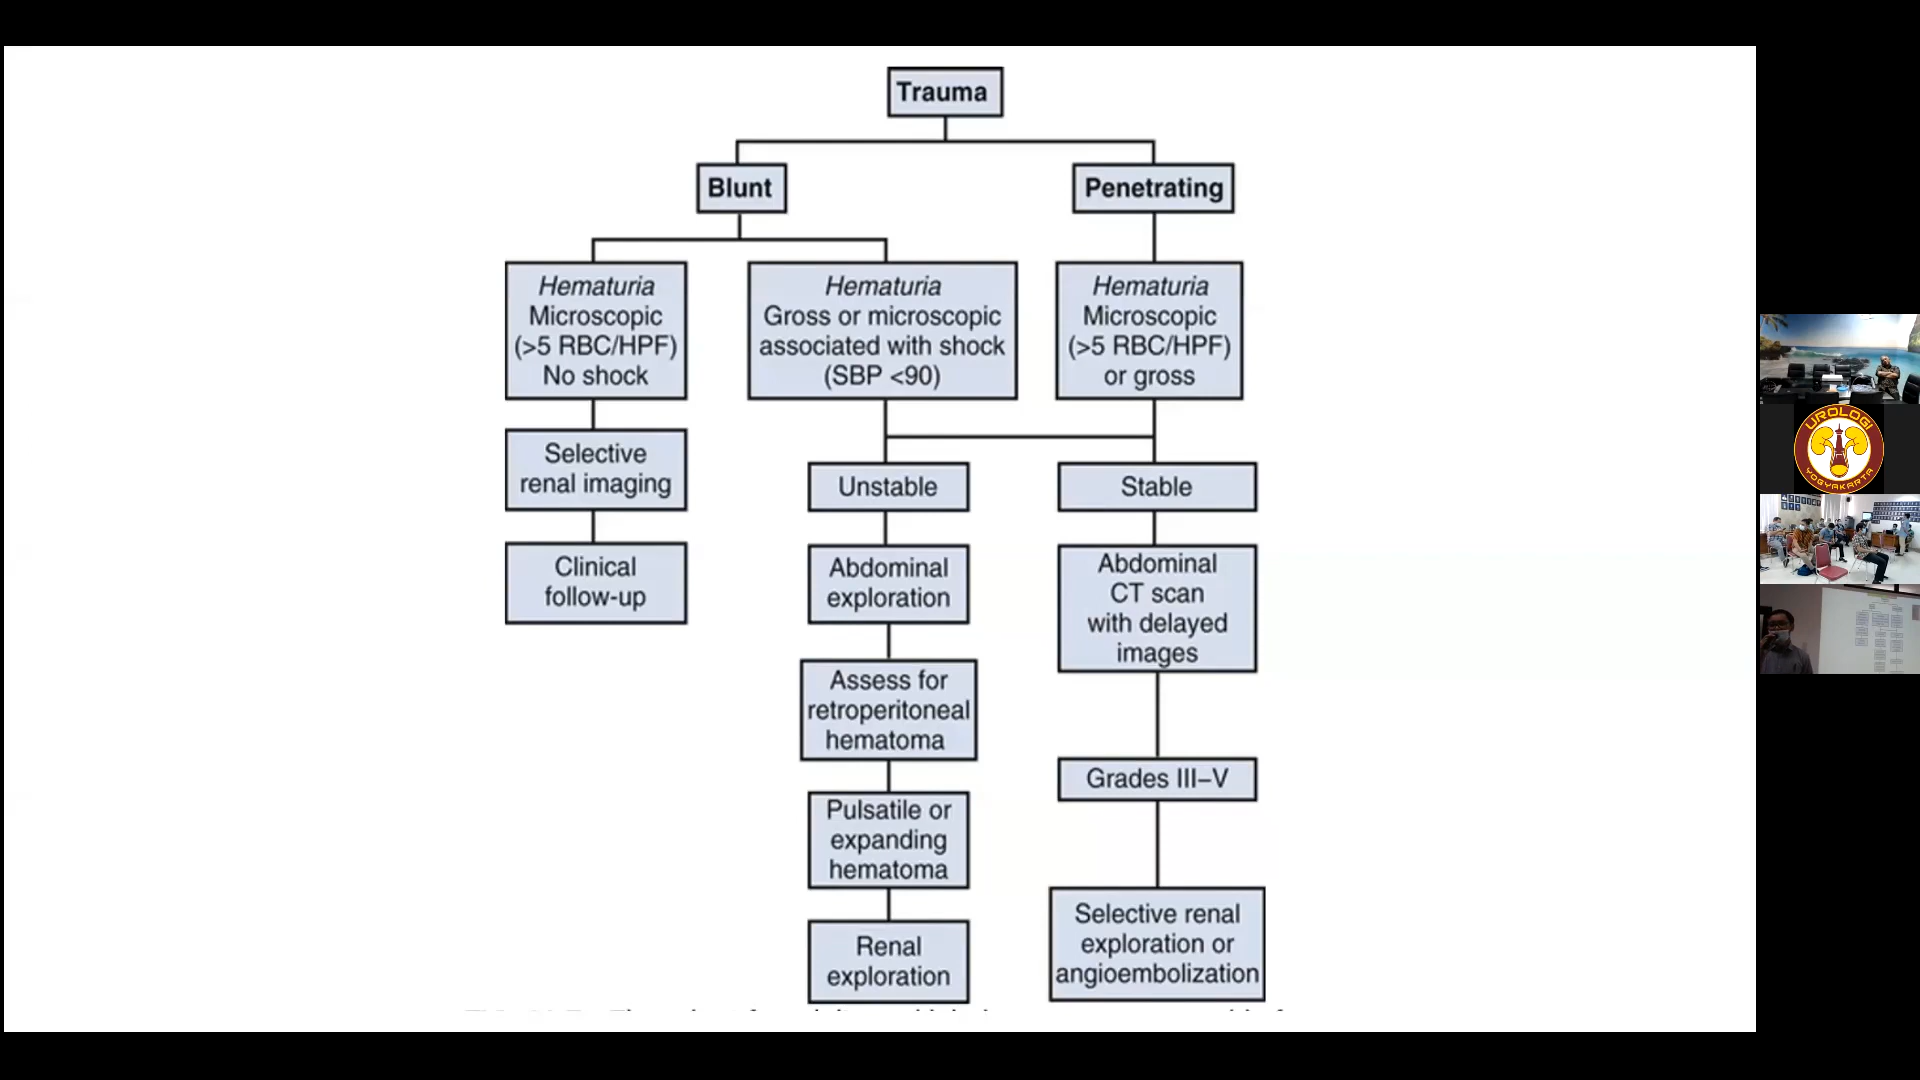 Trauma
Blunt
Penetrating
Hematuria
Microscopic
(>5 RBC/HPF)
No shock
Hematuria
Gross or microscopic
associated with shock
(SBP <90)
Hematuria
Microscopic
(>5 RBC/HPF)
or gross
Selective
renal imaging
Clinical
follow-up
Unstable
Abdominal
exploration
Assess for
retroperitoneal
hematoma
Pulsatile or
expanding
hematoma
Renal
exploration
Stable
Abdominal
CT scan
with delayed
images
Grades III–V
Selective renal
exploration or
angioembolization
UROLOGI
YOGYAKARTA